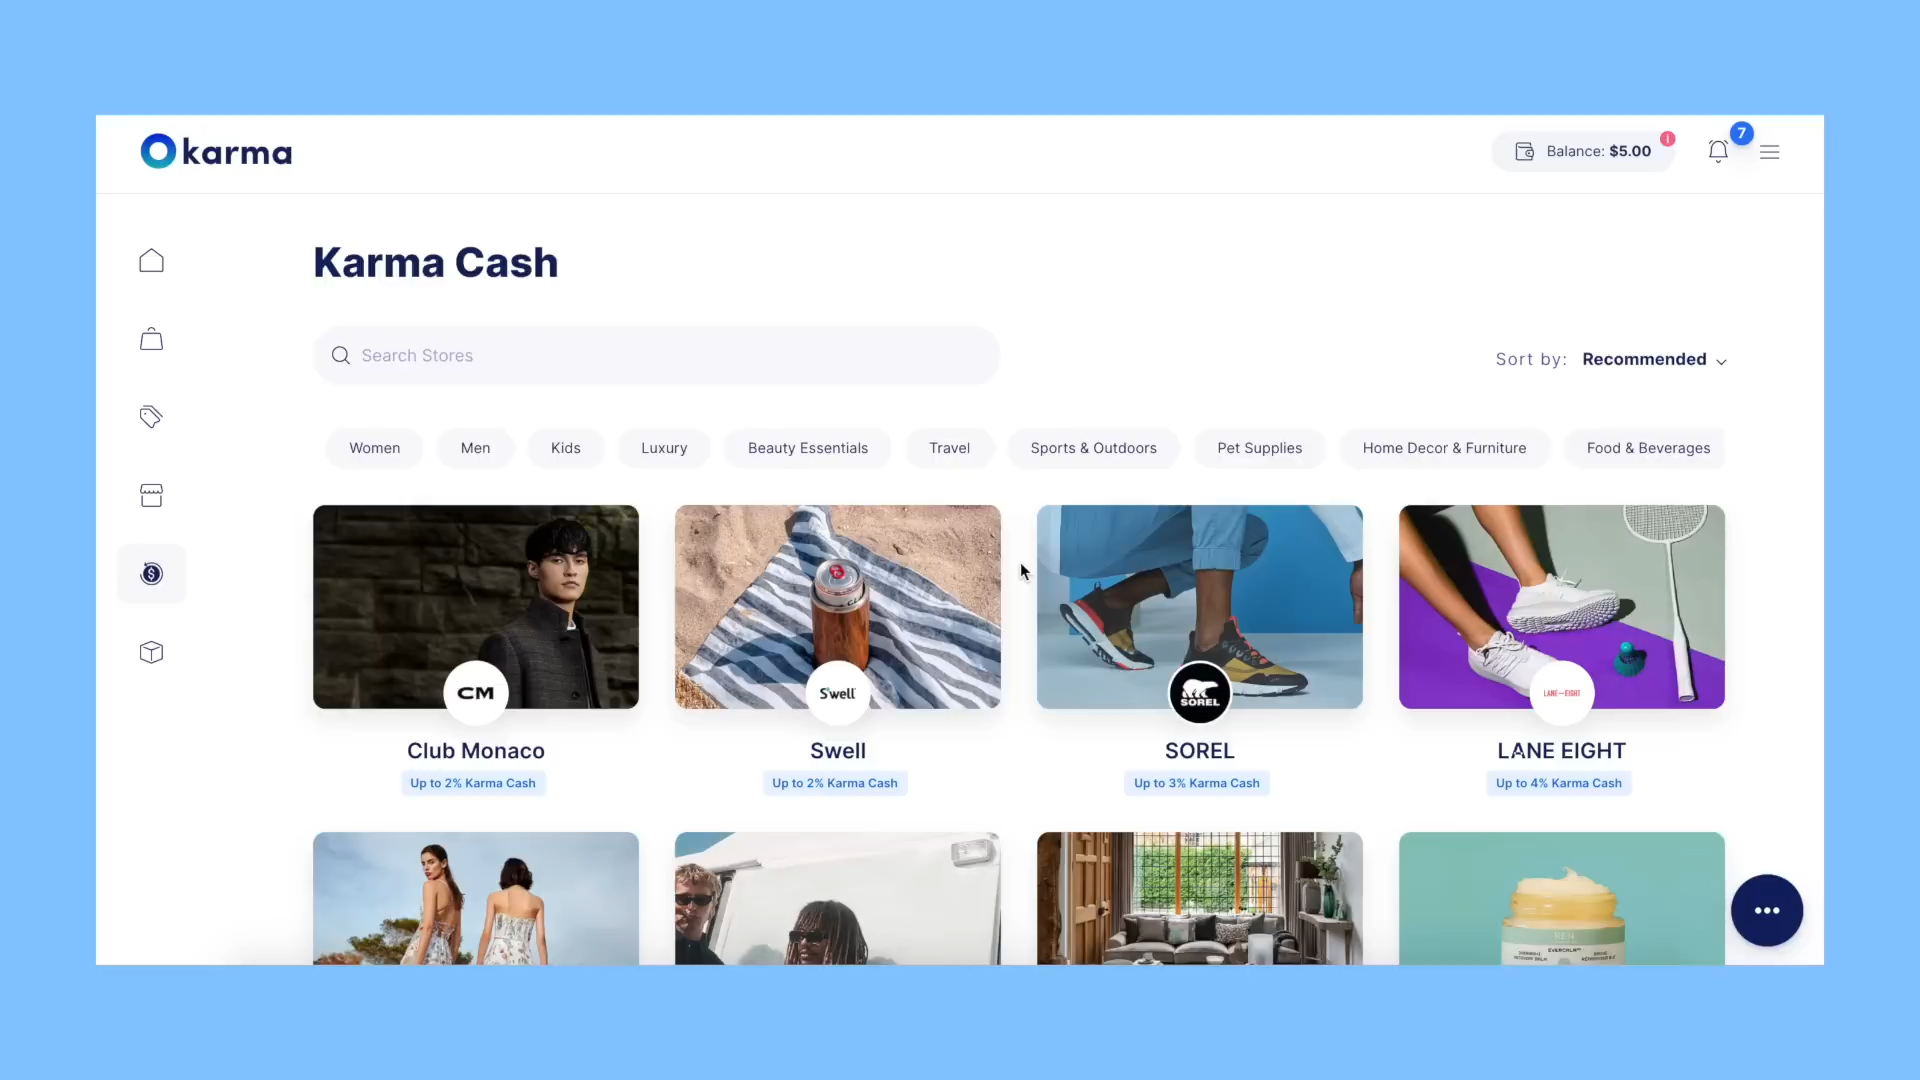 karma
Balance: $5.00
i
7
Karma Cash
Search Stores
Sort by: Recommended
Women
Men
Kids
Luxury
Beauty Essentials
Travel
Sports & Outdoors
Pet Supplies
Home Decor & Furniture
Food & Beverages
CM
S'well
SOREL
LANE—EIGHT
Club Monaco
Swell
SOREL
LANE EIGHT
Up to 2% Karma Cash
Up to 2% Karma Cash
Up to 3% Karma Cash
Up to 4% Karma Cash
REN
EVERCALM™